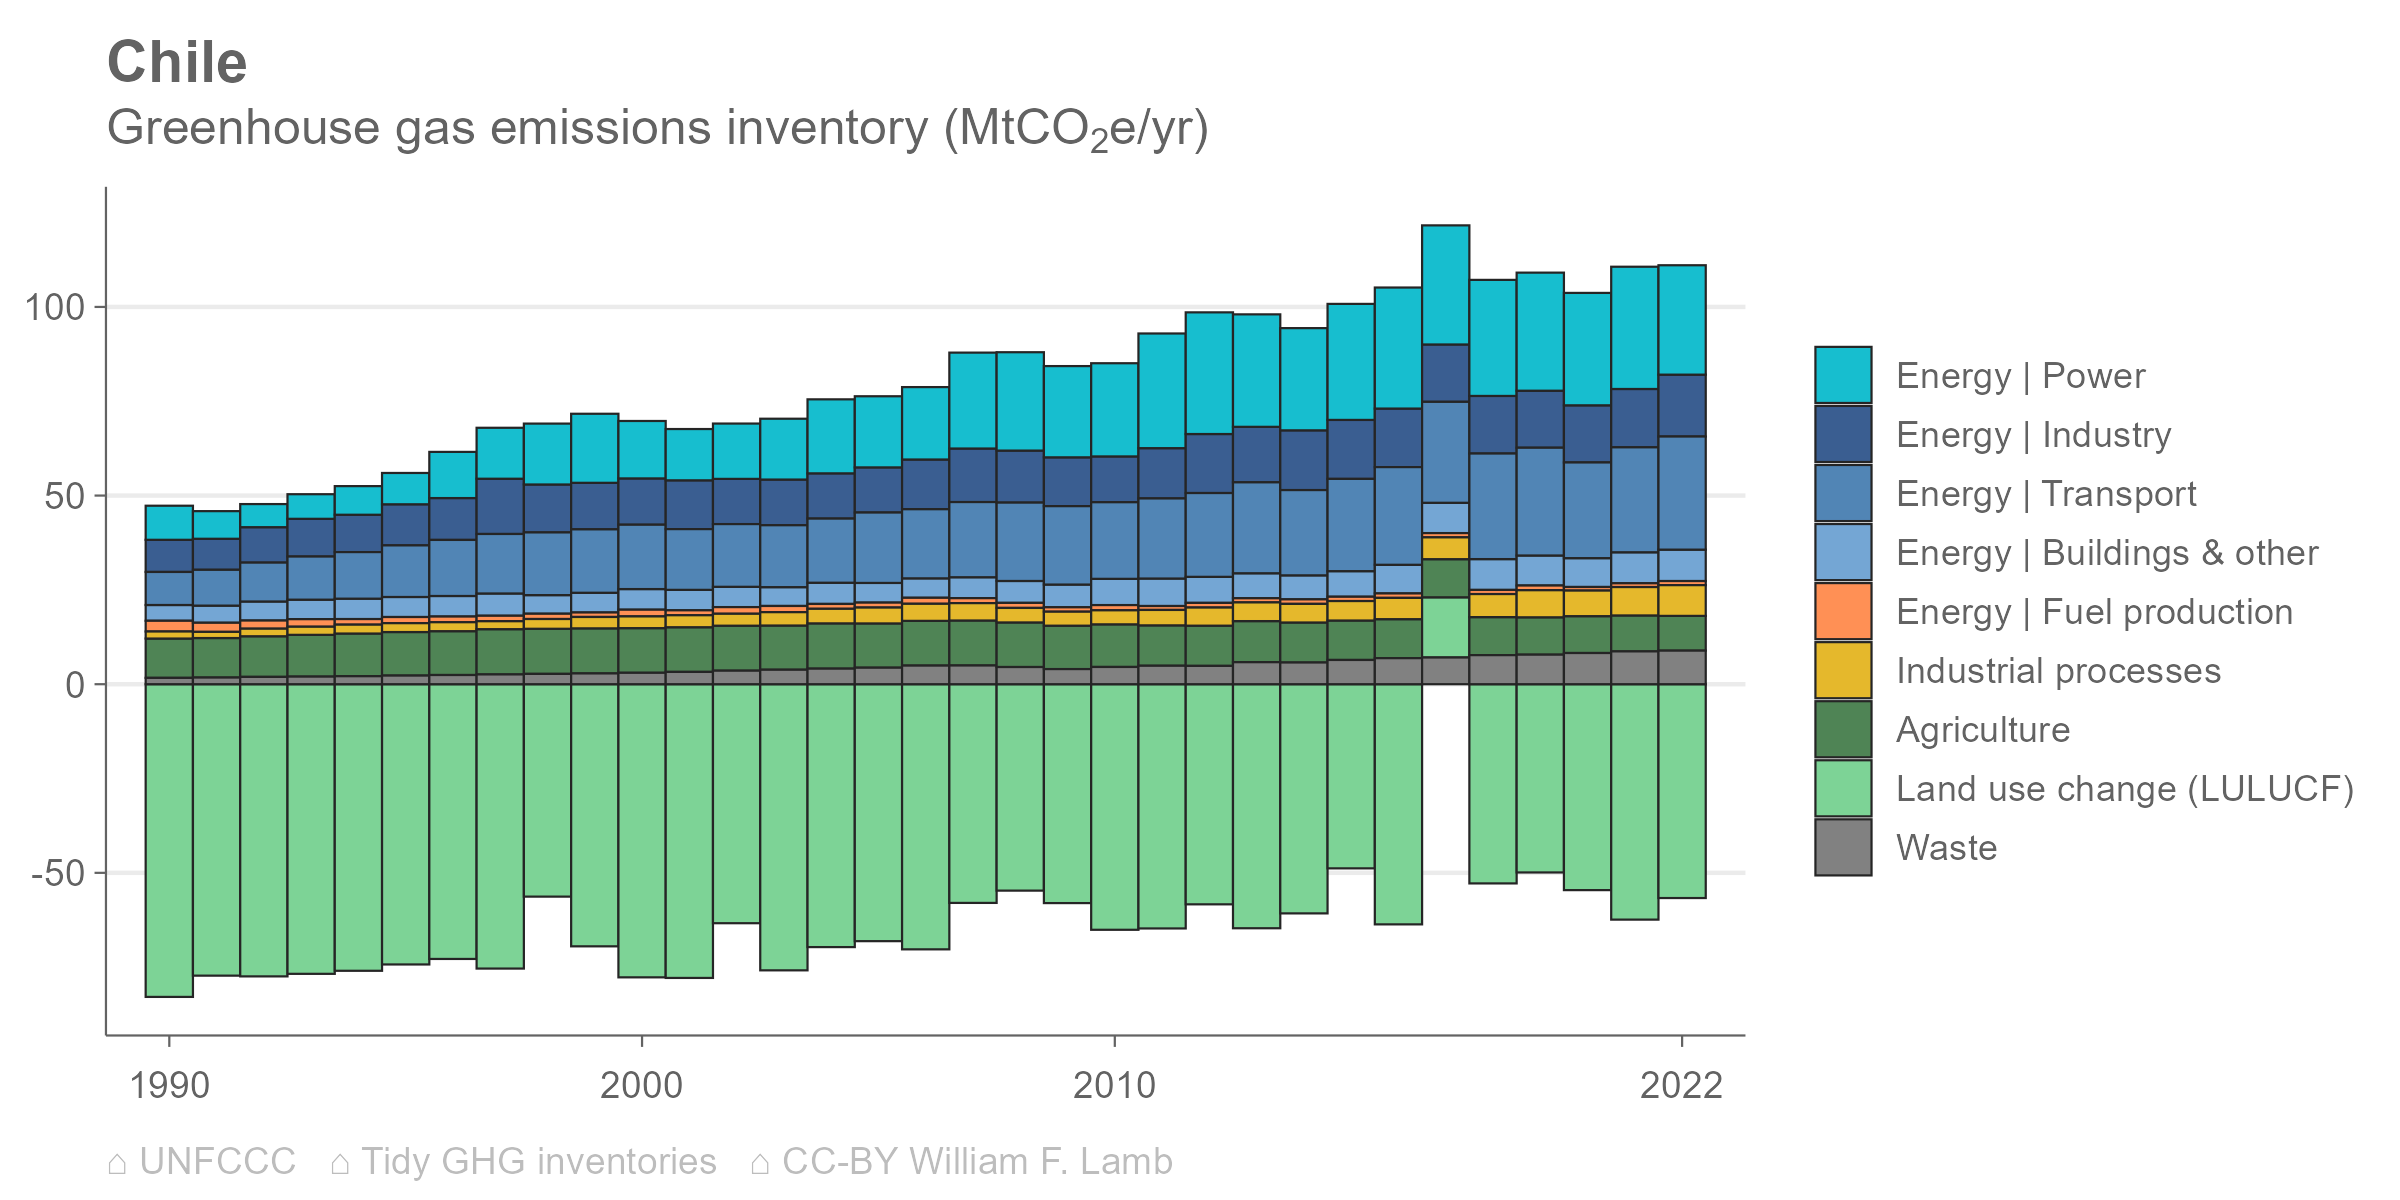 Chile
Greenhouse gas emissions inventory (MtCO₂e/yr)
100
50
0
-50
1990 2000 2010 2022
Energy | Power
Energy | Industry
Energy | Transport
Energy | Buildings & other
Energy | Fuel production
Industrial processes
Agriculture
Land use change (LULUCF)
Waste
⌂ UNFCCC ⌂ Tidy GHG inventories ⌂ CC-BY William F. Lamb